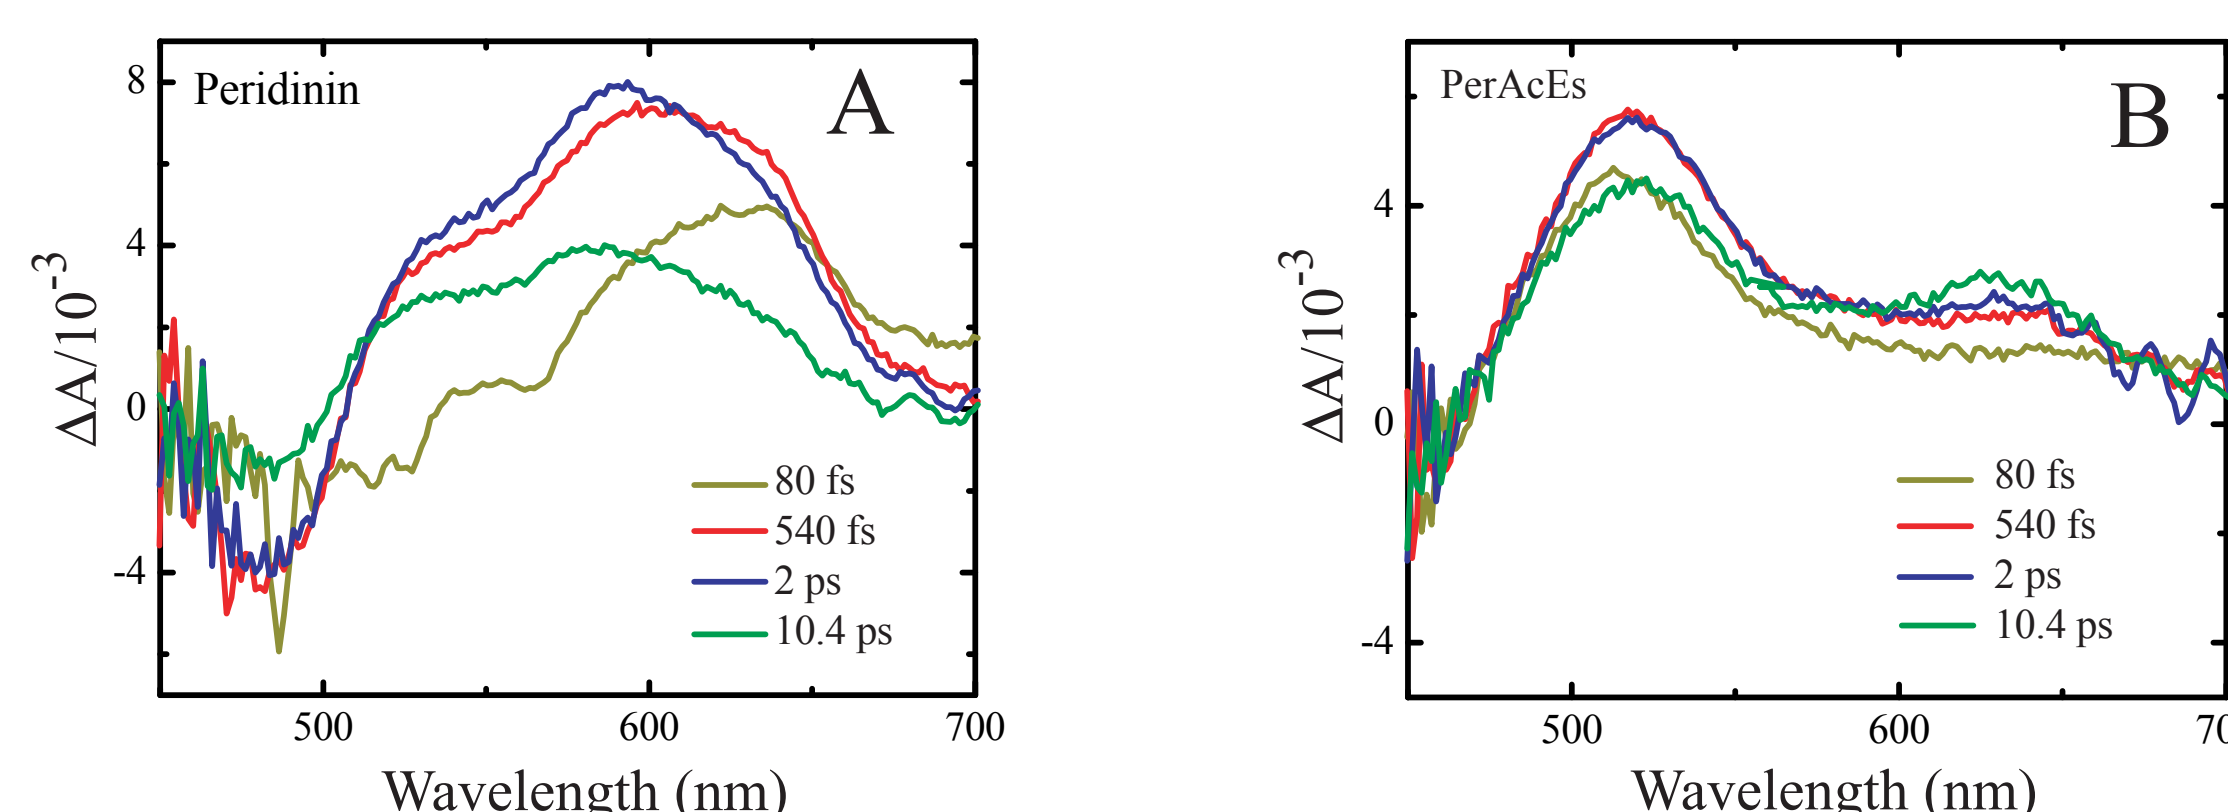 Peridinin
A
8
4
0
-4
ΔA/10⁻³
80 fs
540 fs
2 ps
10.4 ps
500
600
700
Wavelength (nm)
PerAcEs
B
4
0
-4
ΔA/10⁻³
80 fs
540 fs
2 ps
10.4 ps
500
600
Wavelength (nm)